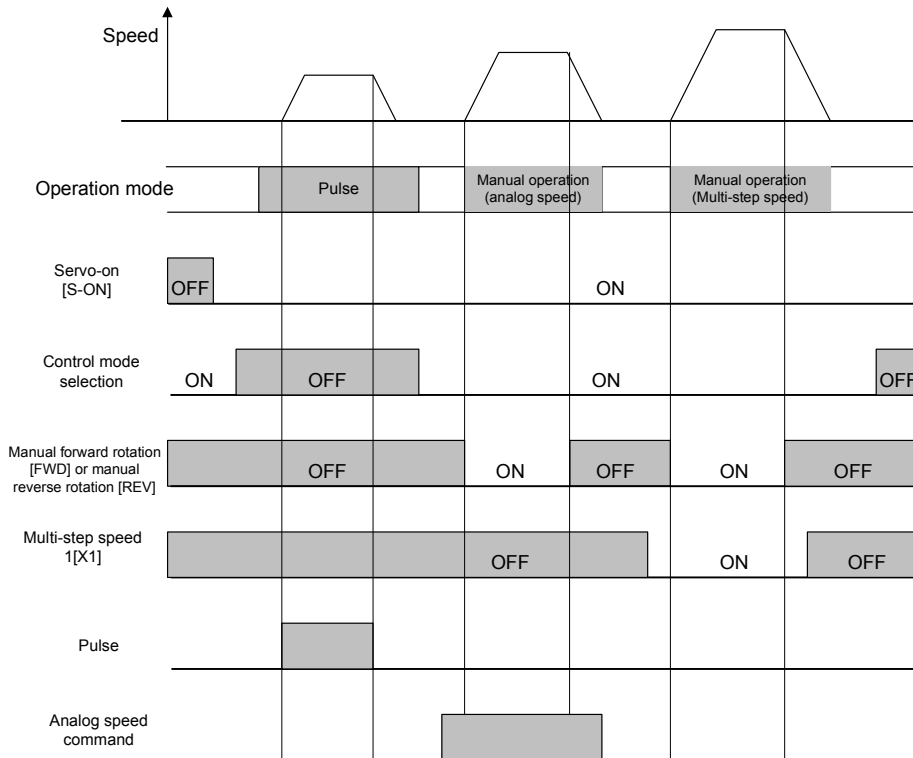 Speed
Operation mode
Pulse
Manual operation
(analog speed)
Manual operation
(Multi-step speed)
Servo-on
[S-ON]
OFF
ON
Control mode
selection
ON
OFF
ON
OFF
Manual forward rotation
[FWD] or manual
reverse rotation [REV]
OFF
ON
OFF
ON
OFF
Multi-step speed
1[X1]
OFF
ON
OFF
Pulse
Analog speed
command